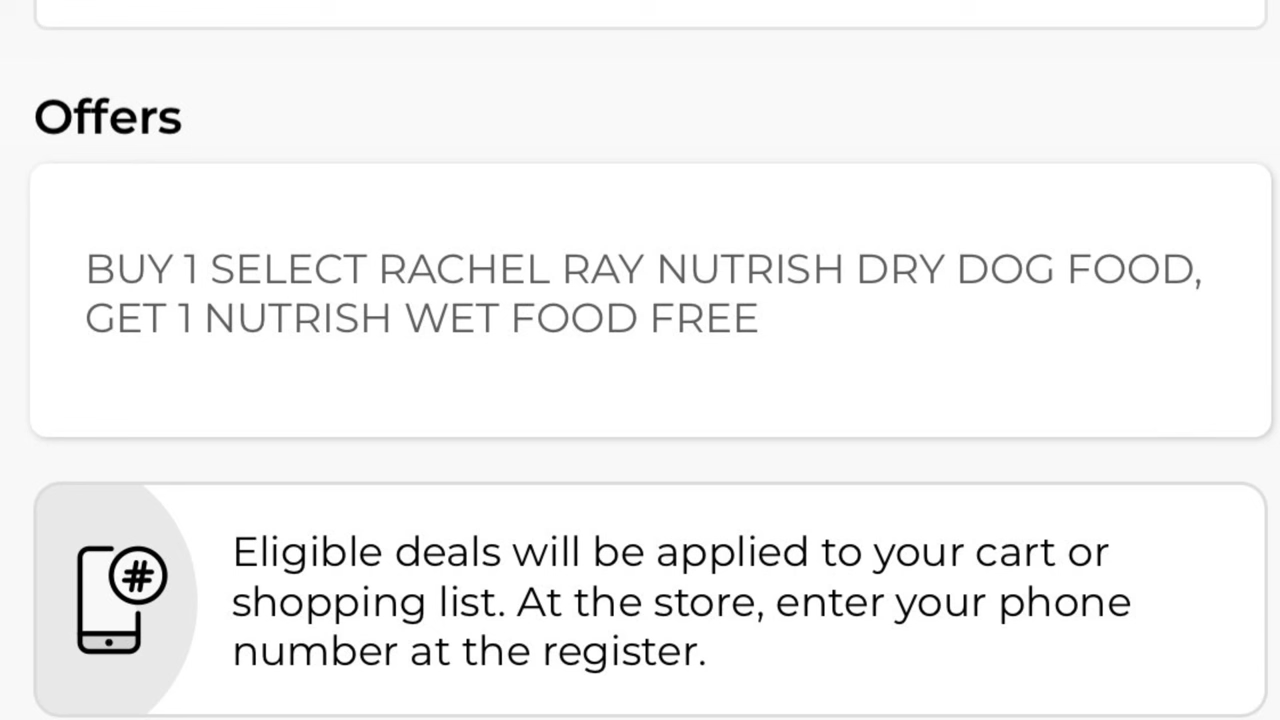 Offers
BUY 1 SELECT RACHEL RAY NUTRISH DRY DOG FOOD,
GET 1 NUTRISH WET FOOD FREE
#
Eligible deals will be applied to your cart or
shopping list. At the store, enter your phone
number at the register.